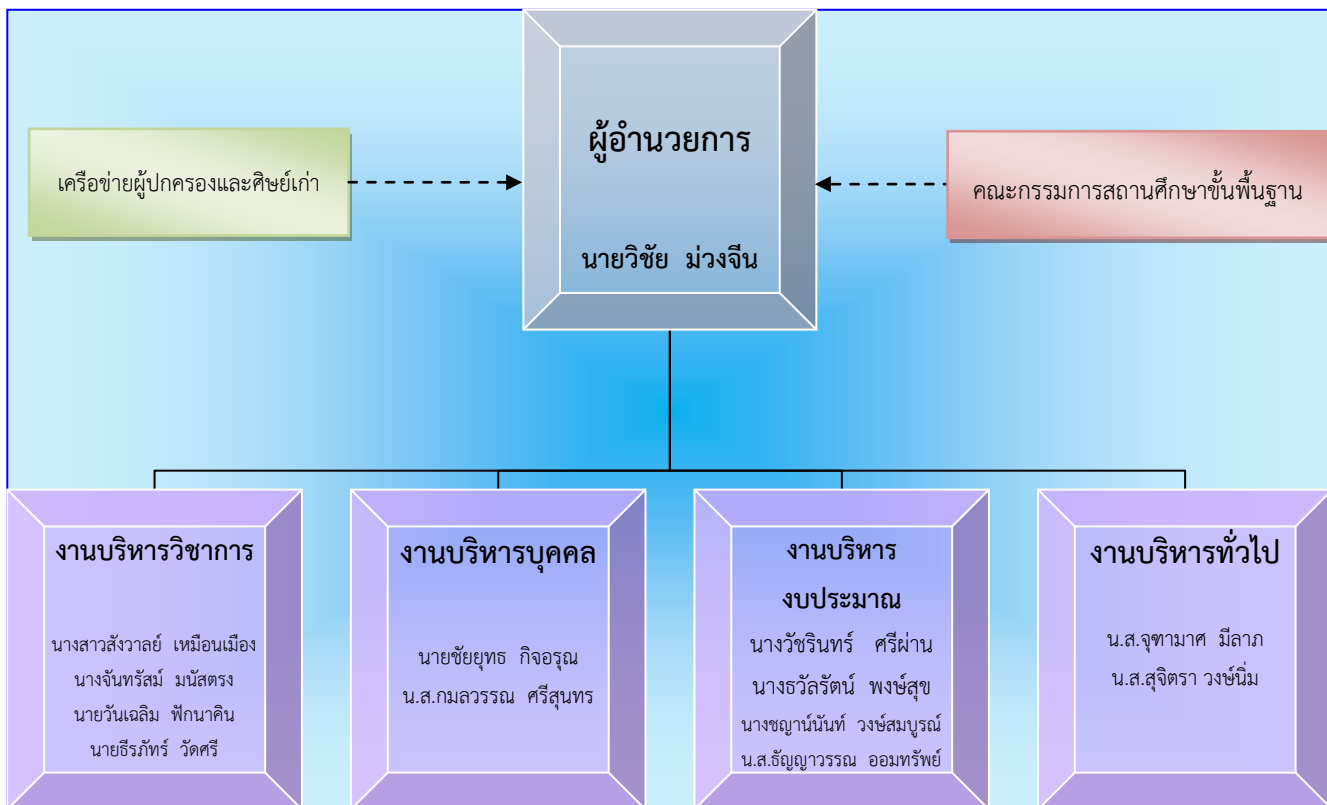 ผู้อำนวยการ
นายวิชัย ม่วงจีน
เครือข่ายผู้ปกครองและศิษย์เก่า
คณะกรรมการสถานศึกษาขั้นพื้นฐาน
งานบริหารวิชาการ
นางสาวสังวาลย์ เหมือนเมือง
นางจันทรัสม์ มนัสตรง
นายวันเฉลิม ฟักนาคิน
นายธีรภัทร์ วัดศรี
งานบริหารบุคคล
นายชัยยุทธ กิจอรุณ
น.ส.กมลวรรณ ศรีสุนทร
งานบริหาร
งบประมาณ
นางวัชรินทร์ ศรีผ่าน
นางธวัลรัตน์ พงษ์สุข
นางชญาน์นันท์ วงษ์สมบูรณ์
น.ส.ธัญญาวรรณ ออมทรัพย์
งานบริหารทั่วไป
น.ส.จุฑามาศ มีลาภ
น.ส.สุจิตรา วงษ์นิ่ม